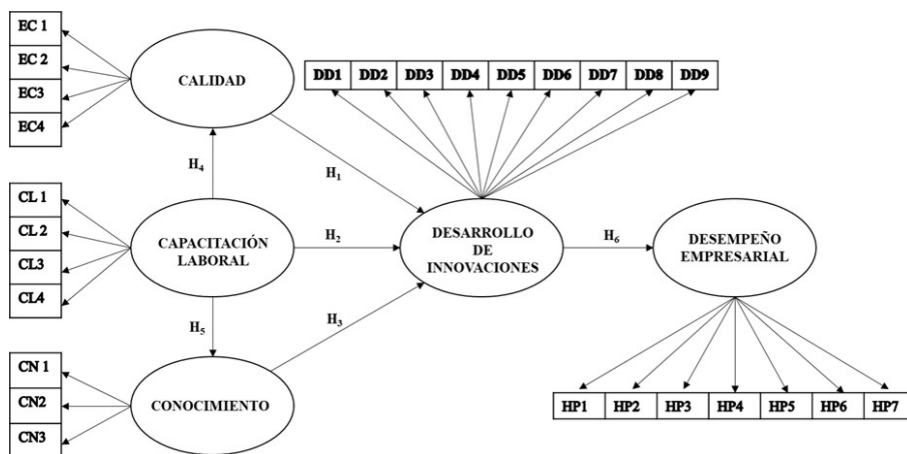 EC 1
EC 2
EC3
EC4
CALIDAD
DD1 DD2 DD3 DD4 DD5 DD6 DD7 DD8 DD9
H4
H1
CL 1
CL 2
CL3
CL4
CAPACITACIÓN
LABORAL
H2
DESARROLLO
DE
INNOVACIONES
H6
DESEMPEÑO
EMPRESARIAL
H5
H3
CN 1
CN2
CN3
CONOCIMIENTO
HP1 HP2 HP3 HP4 HP5 HP6 HP7